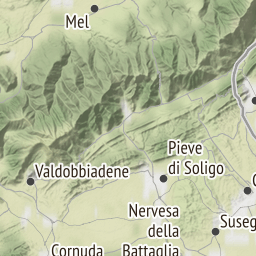 Mel
Pieve
di Soligo
Valdobbiadene
Nervesa
della
Battaglia
Suseg
Cornuda